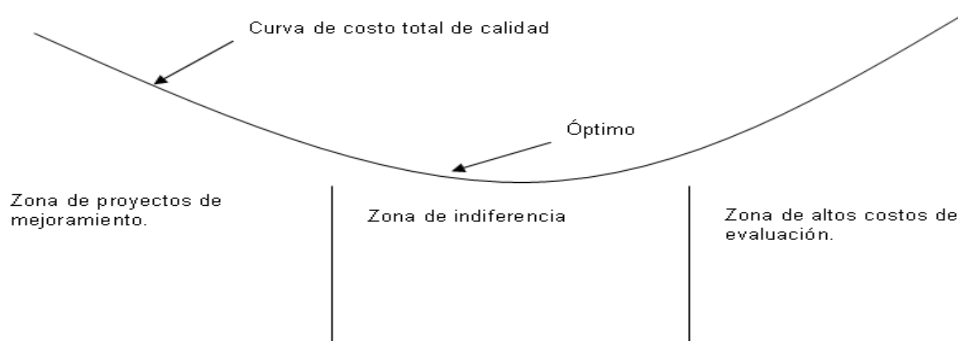 Curva de costo total de calidad
Óptimo
Zona de proyectos de
mejoramiento.
Zona de indiferencia
Zona de altos costos de
evaluación.